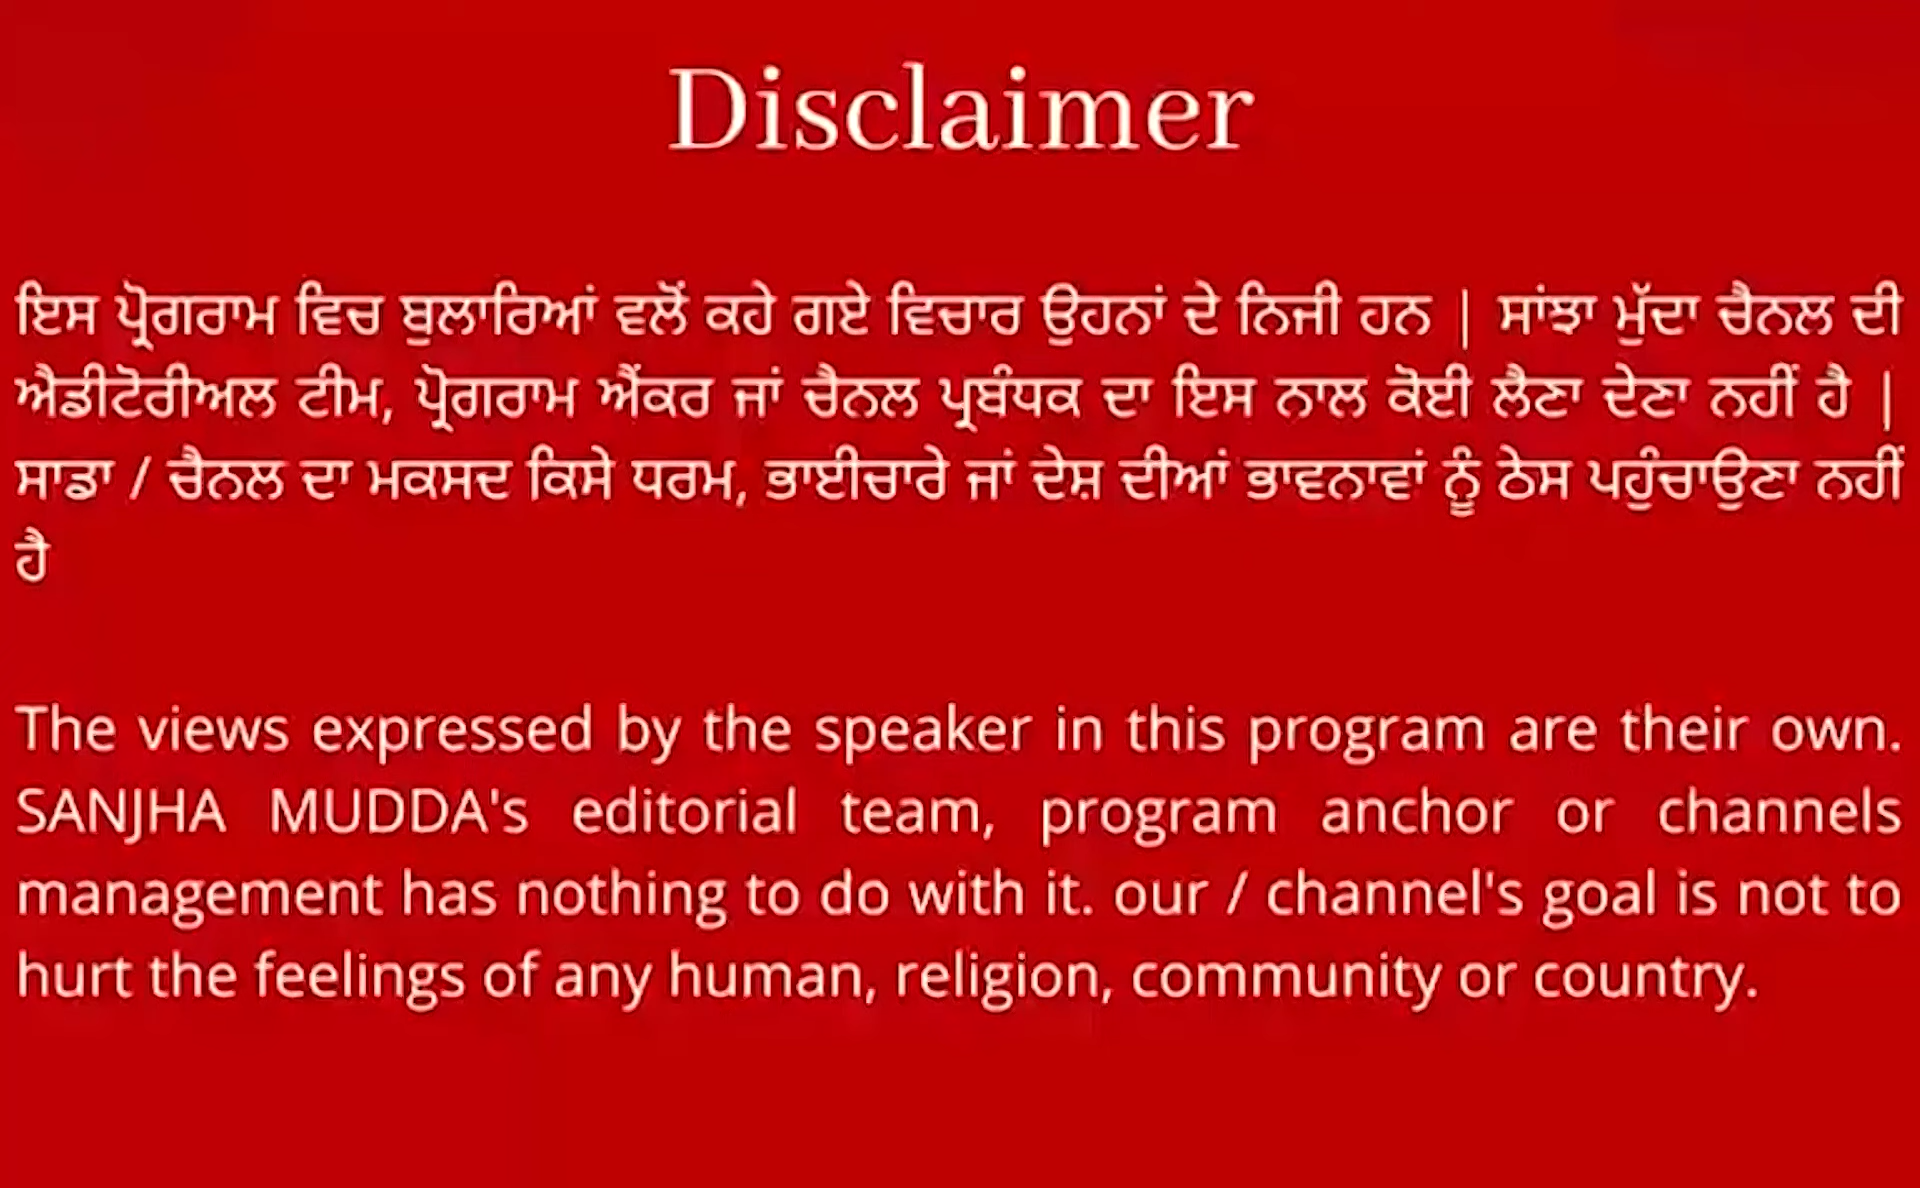 Disclaimer
ਇਸ ਪ੍ਰੋਗਰਾਮ ਵਿਚ ਬੁਲਾਰਿਆਂ ਵਲੋਂ ਕਹੇ ਗਏ ਵਿਚਾਰ ਉਹਨਾਂ ਦੇ ਨਿਜੀ ਹਨ | ਸਾਂਝਾ ਮੁੱਦਾ ਚੈਨਲ ਦੀ
ਐਡੀਟੋਰੀਅਲ ਟੀਮ, ਪ੍ਰੋਗਰਾਮ ਐਂਕਰ ਜਾਂ ਚੈਨਲ ਪ੍ਰਬੰਧਕ ਦਾ ਇਸ ਨਾਲ ਕੋਈ ਲੈਣਾ ਦੇਣਾ ਨਹੀਂ ਹੈ |
ਸਾਡਾ / ਚੈਨਲ ਦਾ ਮਕਸਦ ਕਿਸੇ ਧਰਮ, ਭਾਈਚਾਰੇ ਜਾਂ ਦੇਸ਼ ਦੀਆਂ ਭਾਵਨਾਵਾਂ ਨੂੰ ਠੇਸ ਪਹੁੰਚਾਉਣਾ ਨਹੀਂ
ਹੈ
The views expressed by the speaker in this program are their own.
SANJHA MUDDA's editorial team, program anchor or channels
management has nothing to do with it. our / channel's goal is not to
hurt the feelings of any human, religion, community or country.